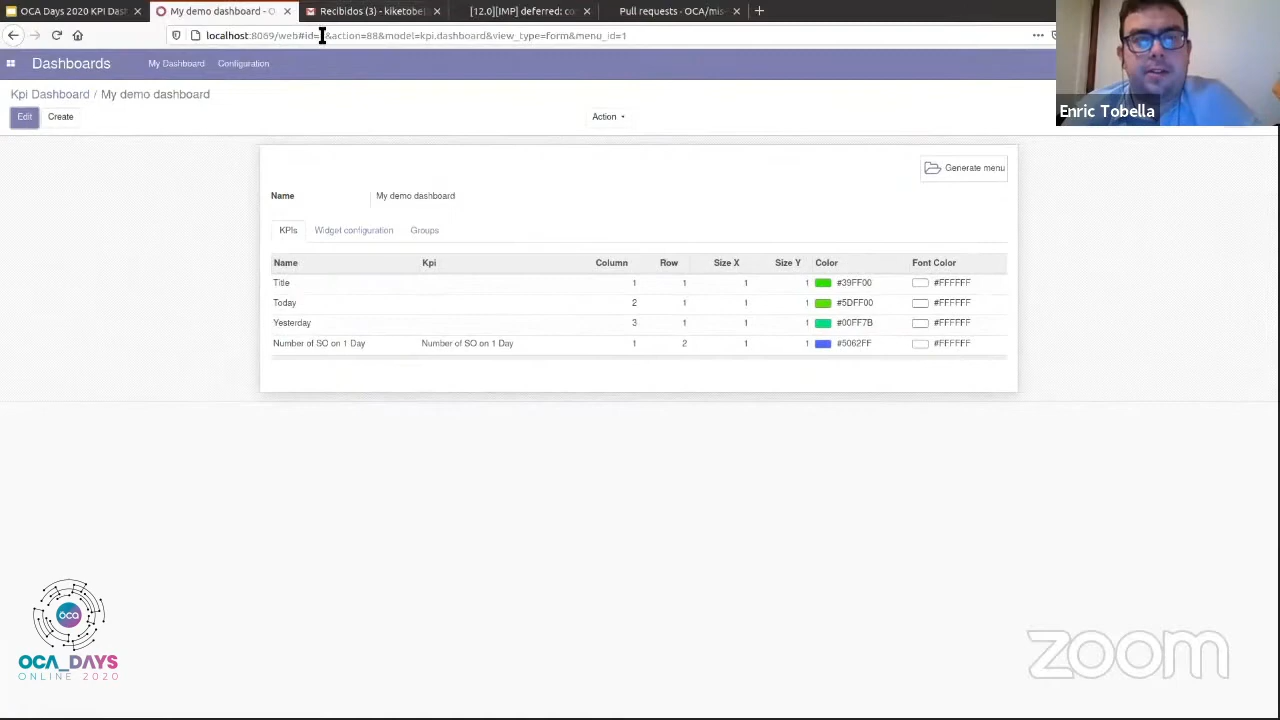 OCA Days 2020 KPI Das
My demo dashboard - O
Recibidos (3) - kiketobe
[12.0][IMP] deferred: co
Pull requests · OCA/mis-
localhost:8069/web#id=
&action=88&model=kpi.dashboard&view_type=form&menu_id=1
Dashboards
My Dashboard
Configuration
Kpi Dashboard / My demo dashboard
Edit
Create
Action
Enric Tobella
Generate menu
Name My demo dashboard
KPIs Widget configuration Groups
Name Kpi Column Row Size X Size Y Color Font Color
Title 1 1 1 1 #39FF00 #FFFFFF
Today 2 1 1 1 #5DFF00 #FFFFFF
Yesterday 3 1 1 1 #00FF7B #FFFFFF
Number of SO on 1 Day Number of SO on 1 Day 1 2 1 1 #5062FF #FFFFFF
oca
OCA_DAYS
ONLINE 2020
zoom